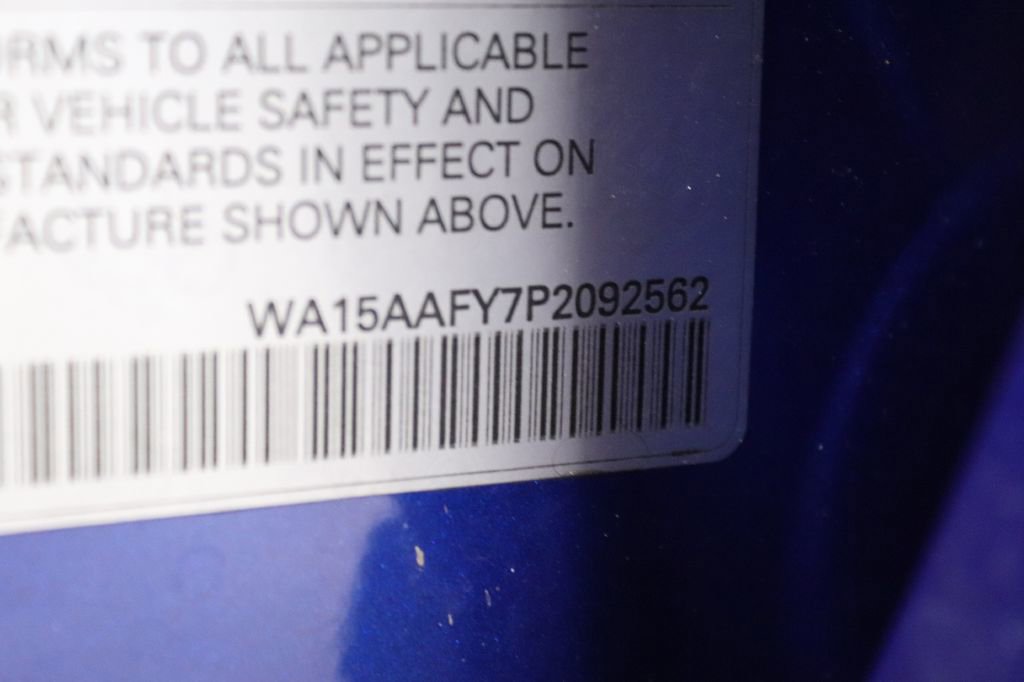 RMS TO ALL APPLICABLE
R VEHICLE SAFETY AND
STANDARDS IN EFFECT ON
FACTURE SHOWN ABOVE.
WA15AAFY7P2092562